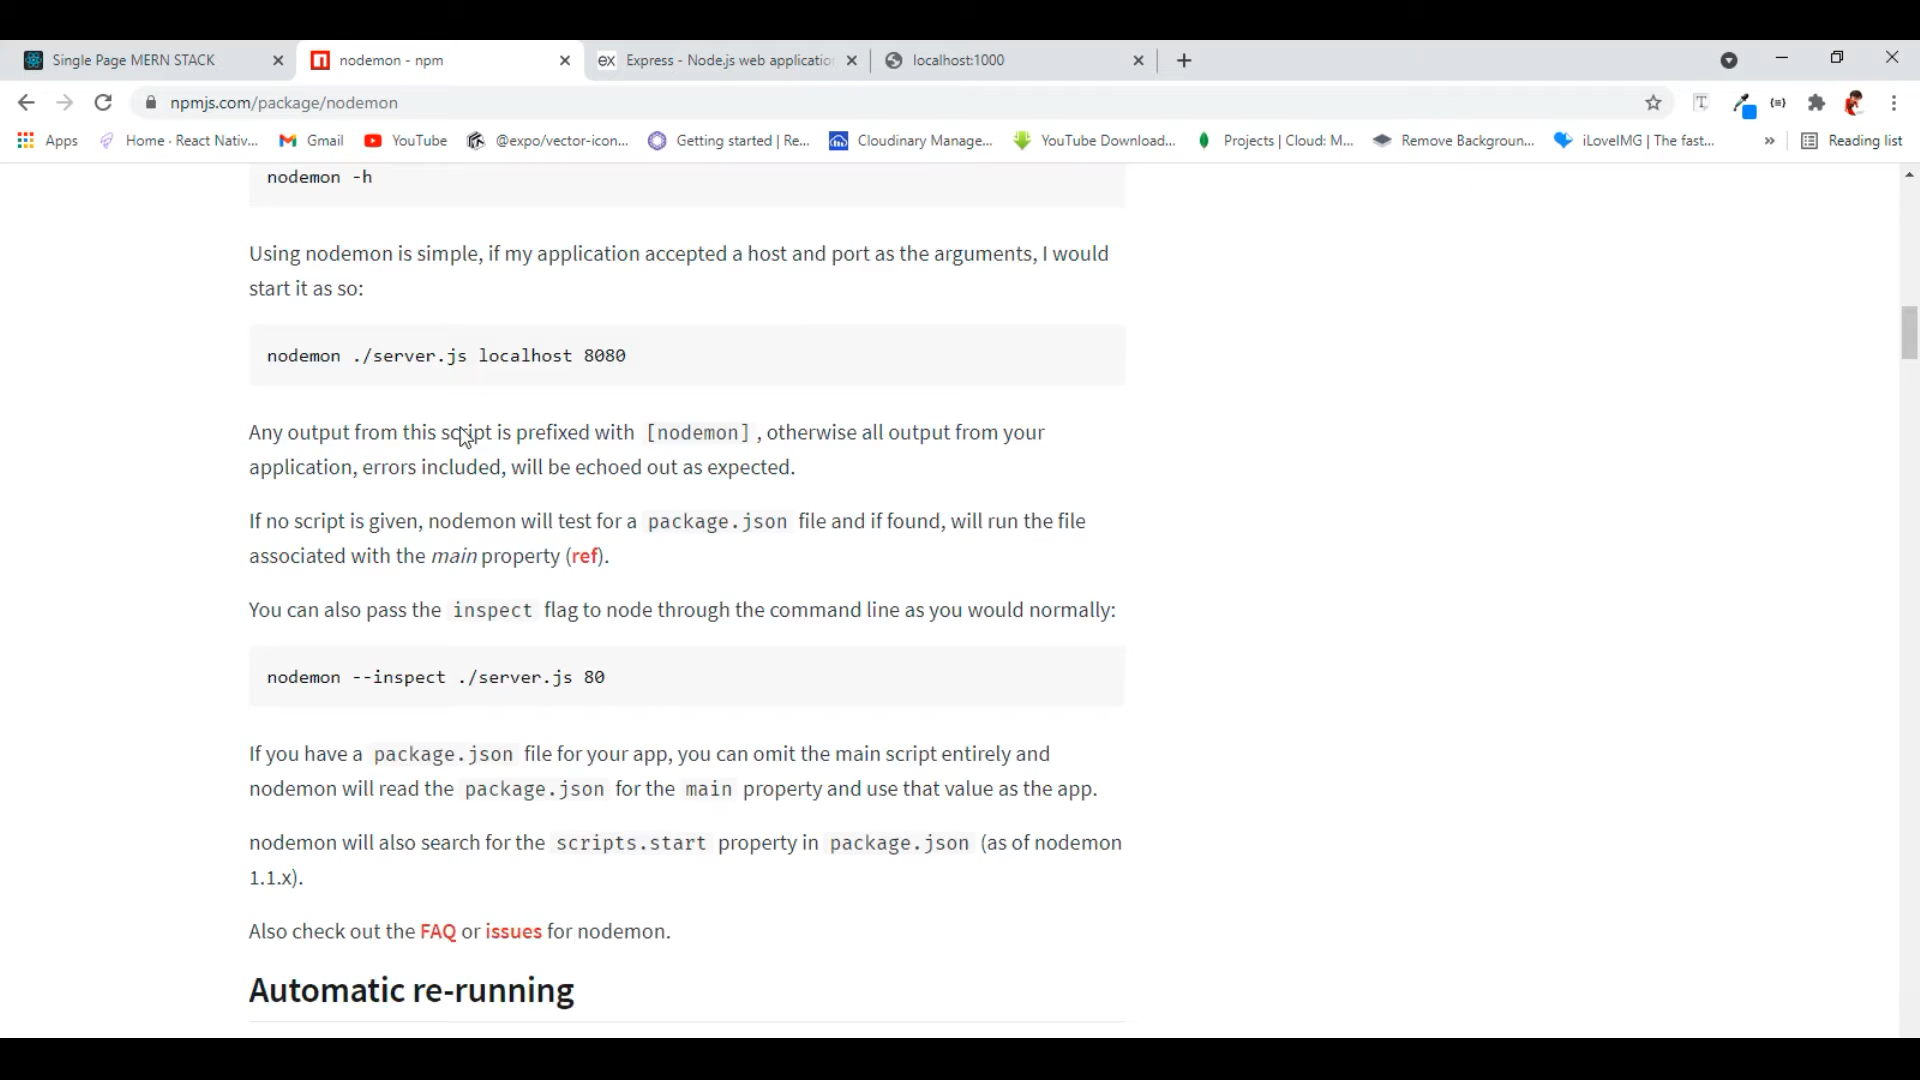 Single Page MERN STACK
nodemon - npm
Express - Node.js web applicatio
localhost:1000
npmjs.com/package/nodemon
Apps
Home · React Nativ...
Gmail
YouTube
@expo/vector-icon...
Getting started | Re...
Cloudinary Manage...
YouTube Download...
Projects | Cloud: M...
Remove Backgroun...
iLoveIMG | The fast...
»
Reading list
nodemon -h
Using nodemon is simple, if my application accepted a host and port as the arguments, I would
start it as so:
nodemon ./server.js localhost 8080
Any output from this script is prefixed with [nodemon] , otherwise all output from your
application, errors included, will be echoed out as expected.
If no script is given, nodemon will test for a package.json file and if found, will run the file
associated with the main property (ref).
You can also pass the inspect flag to node through the command line as you would normally:
nodemon --inspect ./server.js 80
If you have a package.json file for your app, you can omit the main script entirely and
nodemon will read the package.json for the main property and use that value as the app.
nodemon will also search for the scripts.start property in package.json (as of nodemon
1.1.x).
Also check out the FAQ or issues for nodemon.
Automatic re-running